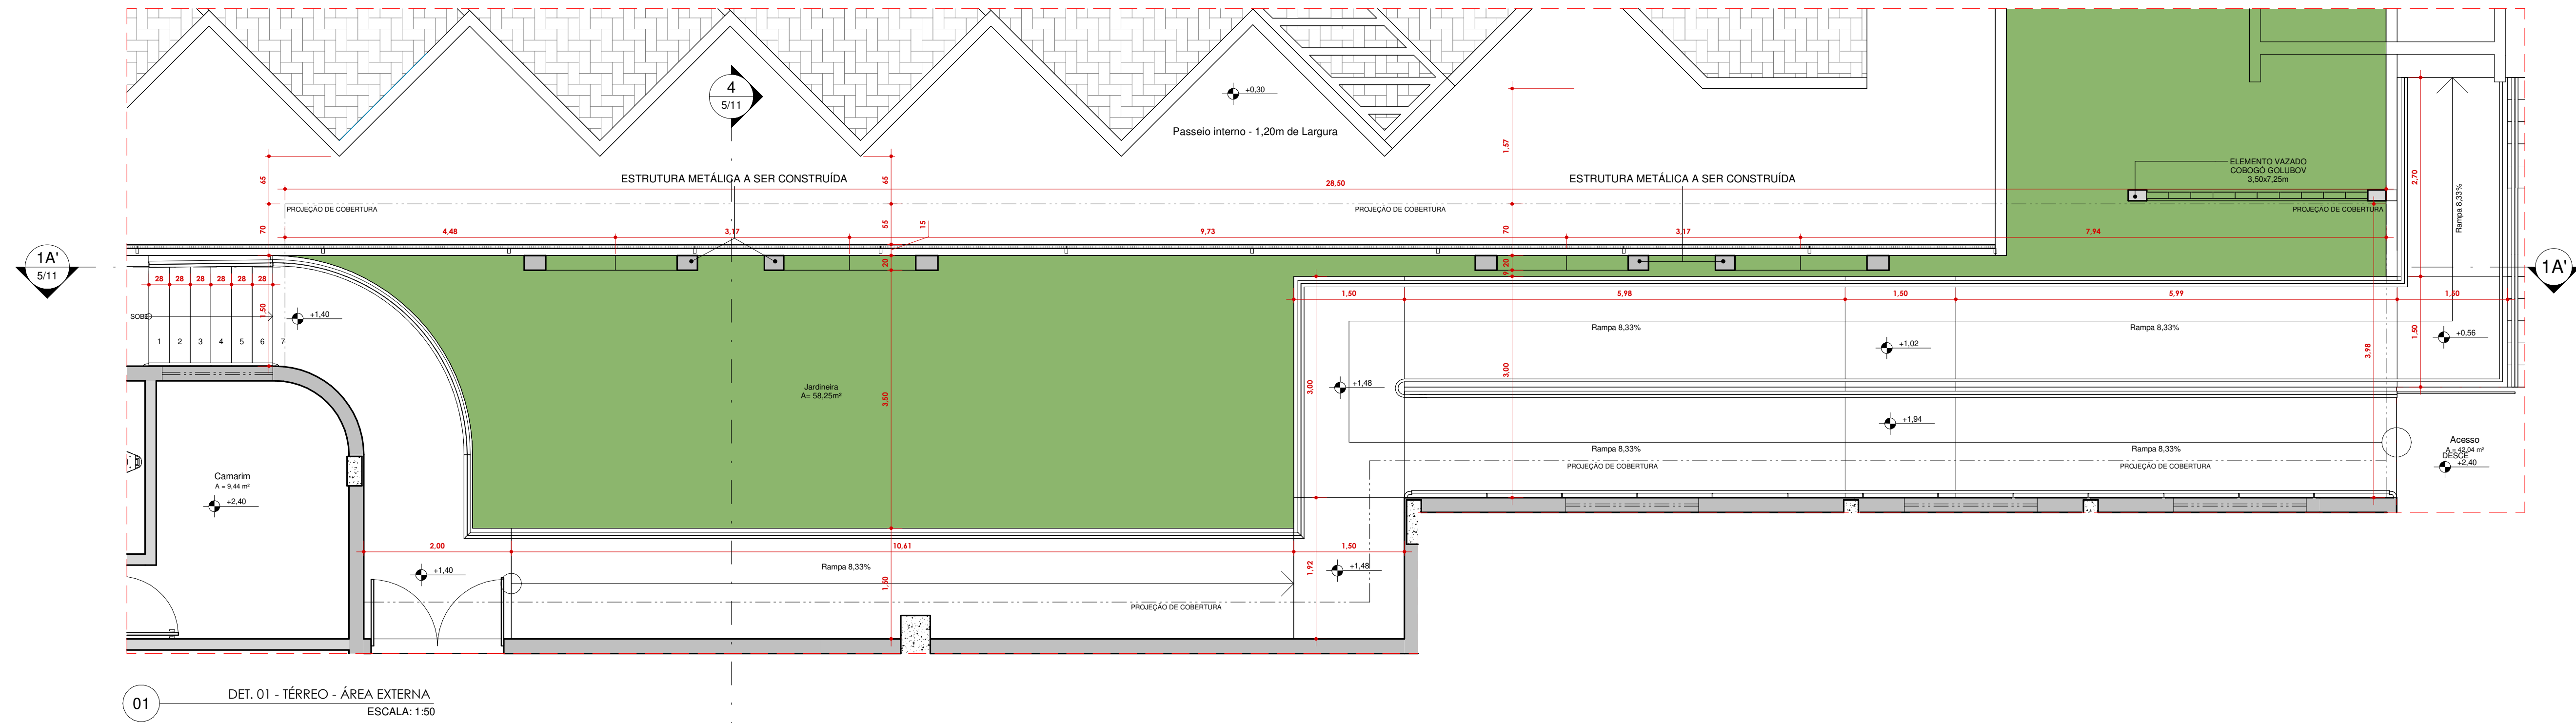 4
5/11
+0,30
Passeio interno - 1,20m de Largura
1,57
ELEMENTO VAZADO
COBOGÓ GOLUBOV
3,50x7,25m
2,70
Rampa 8,33%
65
65
ESTRUTURA METÁLICA A SER CONSTRUÍDA
ESTRUTURA METÁLICA A SER CONSTRUÍDA
28,50
PROJEÇÃO DE COBERTURA
PROJEÇÃO DE COBERTURA
PROJEÇÃO DE COBERTURA
70
55
15
70
4,48
3,17
9,73
3,17
7,94
1A'
5/11
1A'
20
20
9
28
28
28
28
28
28
1,50
1,50
5,98
1,50
5,99
1,50
SOBE
+1,40
Rampa 8,33%
Rampa 8,33%
1,50
+0,56
1
2
3
4
5
6
7
+1,02
3,98
Jardineira
A= 58,25m²
3,50
3,00
+1,48
3,00
+1,94
Rampa 8,33%
Rampa 8,33%
Acesso
A = 42,04 m²
DESCE
+2,40
PROJEÇÃO DE COBERTURA
PROJEÇÃO DE COBERTURA
Camarim
A = 9,44 m²
+2,40
2,00
10,61
1,50
+1,40
Rampa 8,33%
1,50
1,92
+1,48
PROJEÇÃO DE COBERTURA
01
DET. 01 - TÉRREO - ÁREA EXTERNA
ESCALA: 1:50